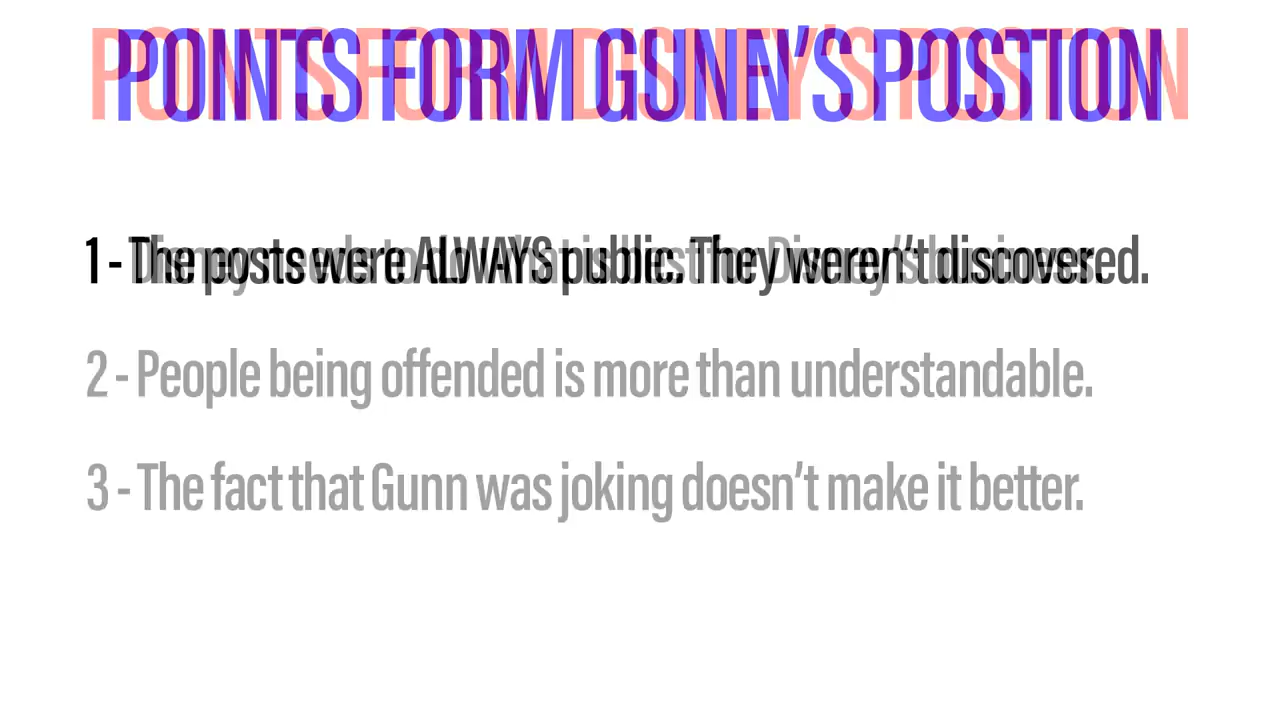 POINTS FORM GUNN’S POSTION
1 - The posts were ALWAYS public. They weren’t discovered.
2 - People being offended is more than understandable.
3 - The fact that Gunn was joking doesn’t make it better.